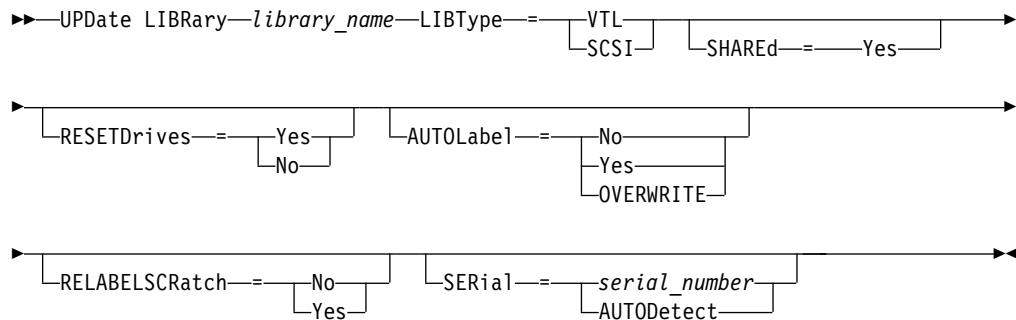 UPDate LIBRary library_name LIBType = VTL
SCSI
SHAREd = Yes
RESETDrives = Yes
No
AUTOLabel = No
Yes
OVERWRITE
RELABELSCRatch = No
Yes
SERial = serial_number
AUTODetect